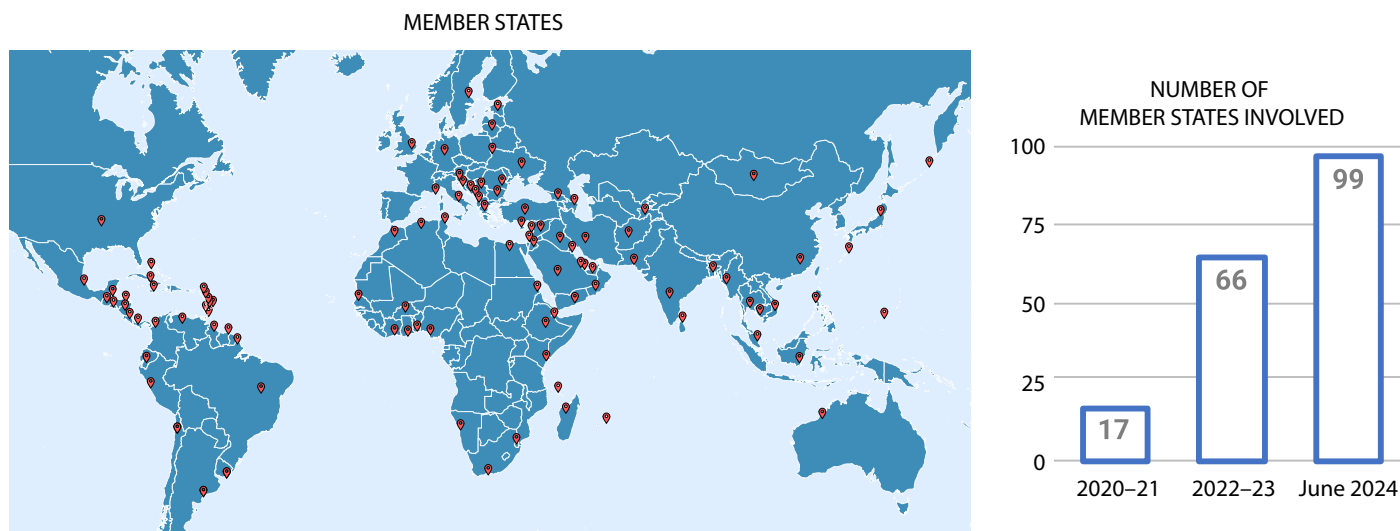 MEMBER STATES
NUMBER OF
MEMBER STATES INVOLVED
100
75
50
25
0
17
66
99
2020–21
2022–23
June 2024